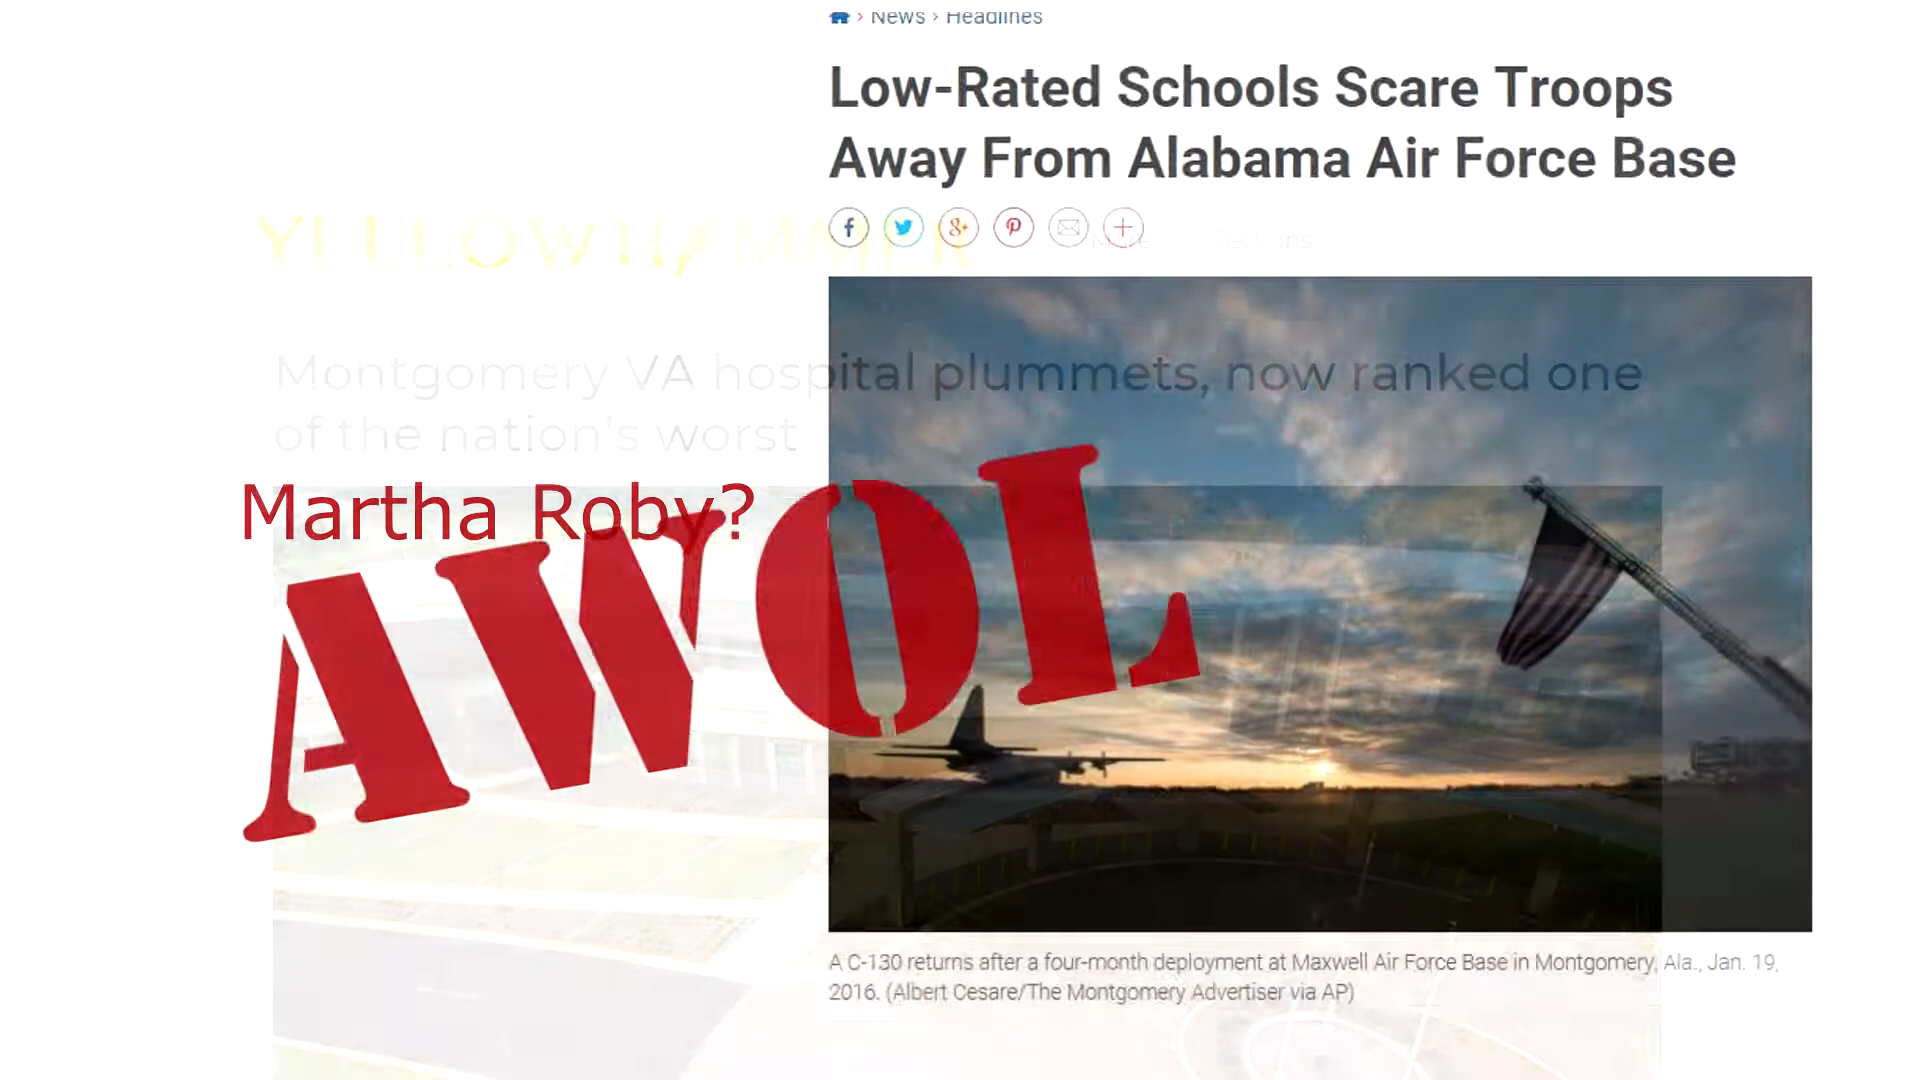 News > Headlines
Low-Rated Schools Scare Troops
Away From Alabama Air Force Base
YELLOWHAMMER
More Sections
Montgomery VA hospital plummets, now ranked one
of the nation's worst
Martha Roby?
AWOL
A C-130 returns after a four-month deployment at Maxwell Air Force Base in Montgomery, Ala., Jan. 19,
2016. (Albert Cesare/The Montgomery Advertiser via AP)